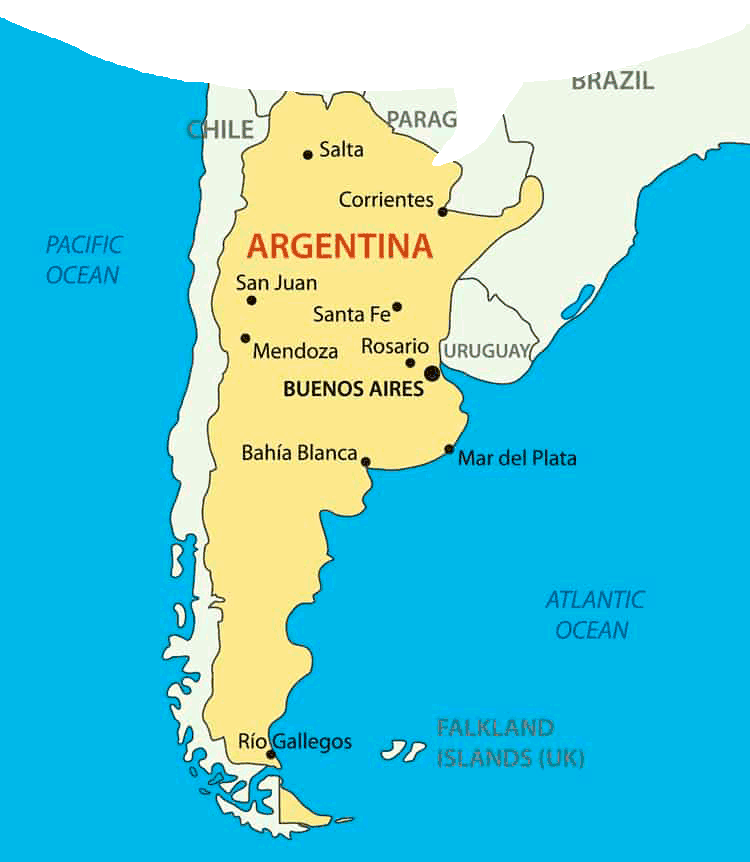 BRAZIL
PARAG
CHILE
Salta
Corrientes
PACIFIC
OCEAN
ARGENTINA
San Juan
Santa Fe
Rosario
Mendoza
URUGUAY
BUENOS AIRES
Bahía Blanca
Mar del Plata
ATLANTIC
OCEAN
FALKLAND
ISLANDS (UK)
Río Gallegos